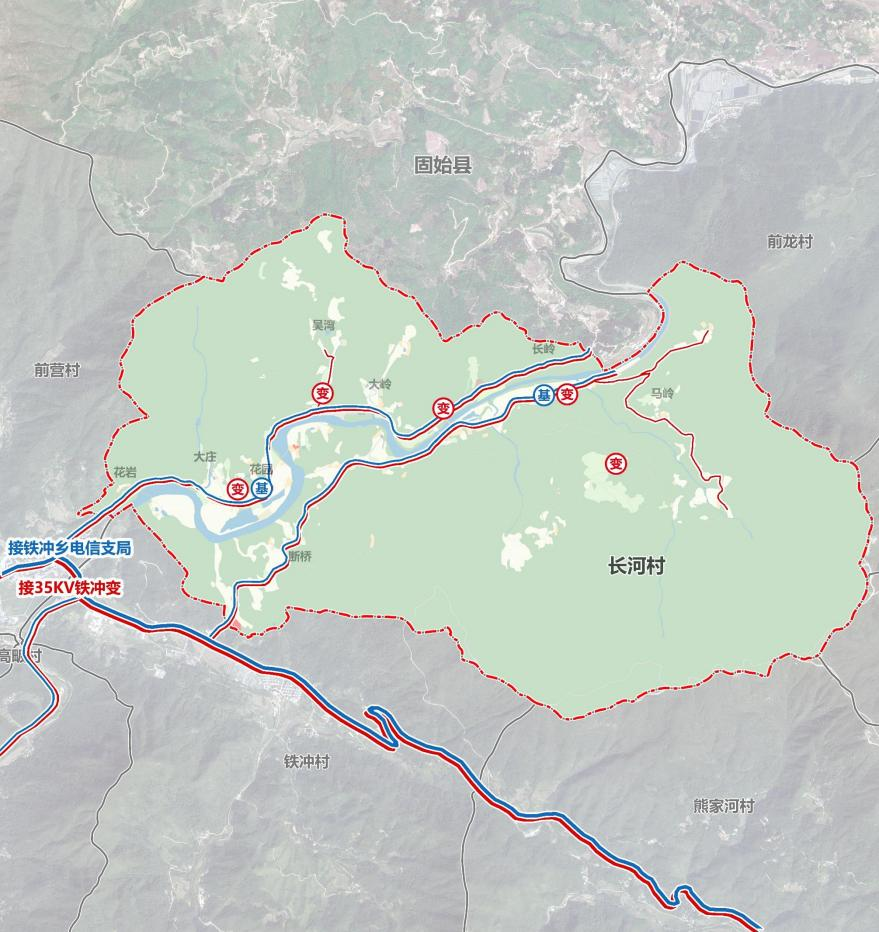 固始县
前龙村
吴湾
长岭
前营村
大岭
变
变
基
变
马岭
大庄
花园
花岩
变
基
变
接铁冲乡电信支局
断桥
长河村
接35KV铁冲变
高畈村
铁冲村
熊家河村